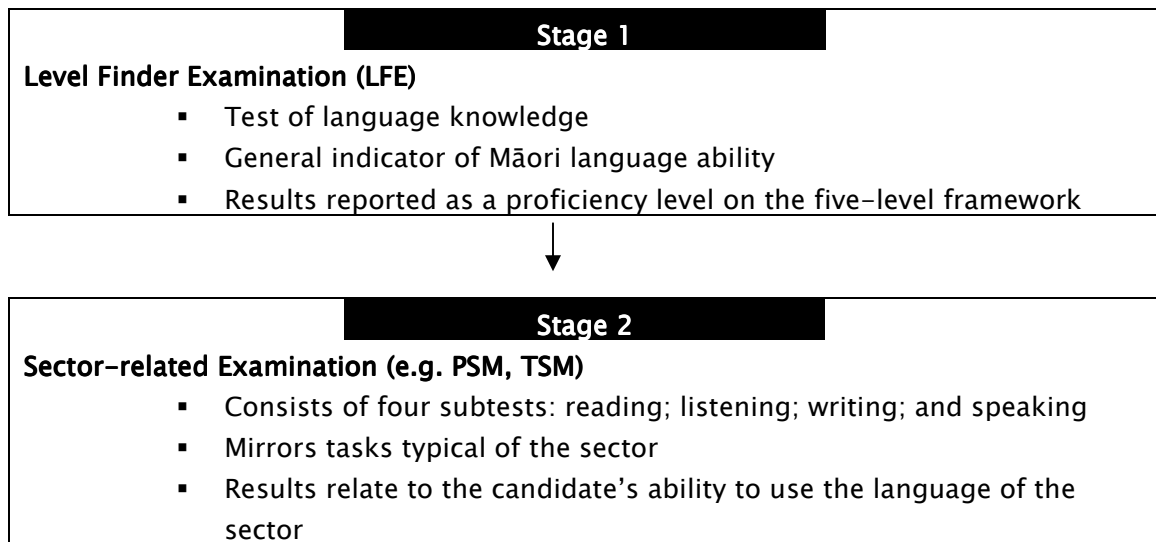 Stage 1
Level Finder Examination (LFE)
▪ Test of language knowledge
▪ General indicator of Māori language ability
▪ Results reported as a proficiency level on the five-level framework
Stage 2
Sector-related Examination (e.g. PSM, TSM)
▪ Consists of four subtests: reading; listening; writing; and speaking
▪ Mirrors tasks typical of the sector
▪ Results relate to the candidate’s ability to use the language of the
sector